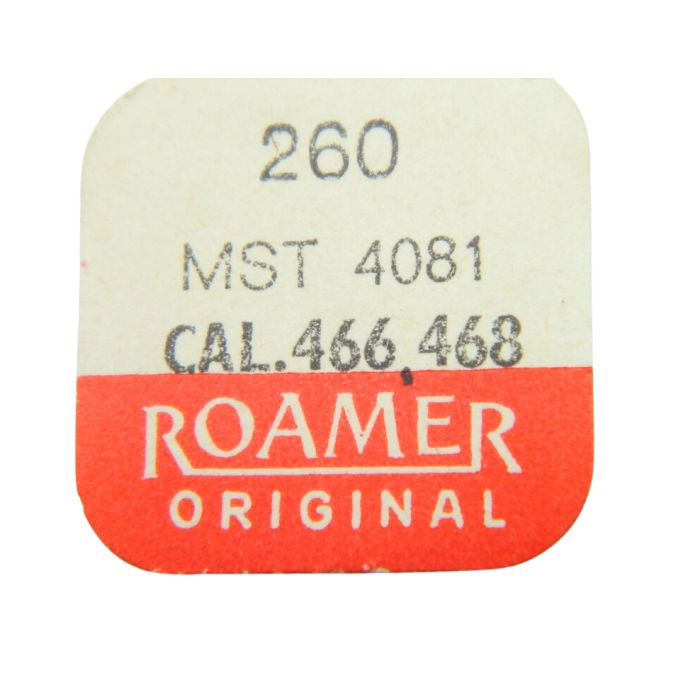 260
MST 4081
CAL.466,468
ROAMER
ORIGINAL